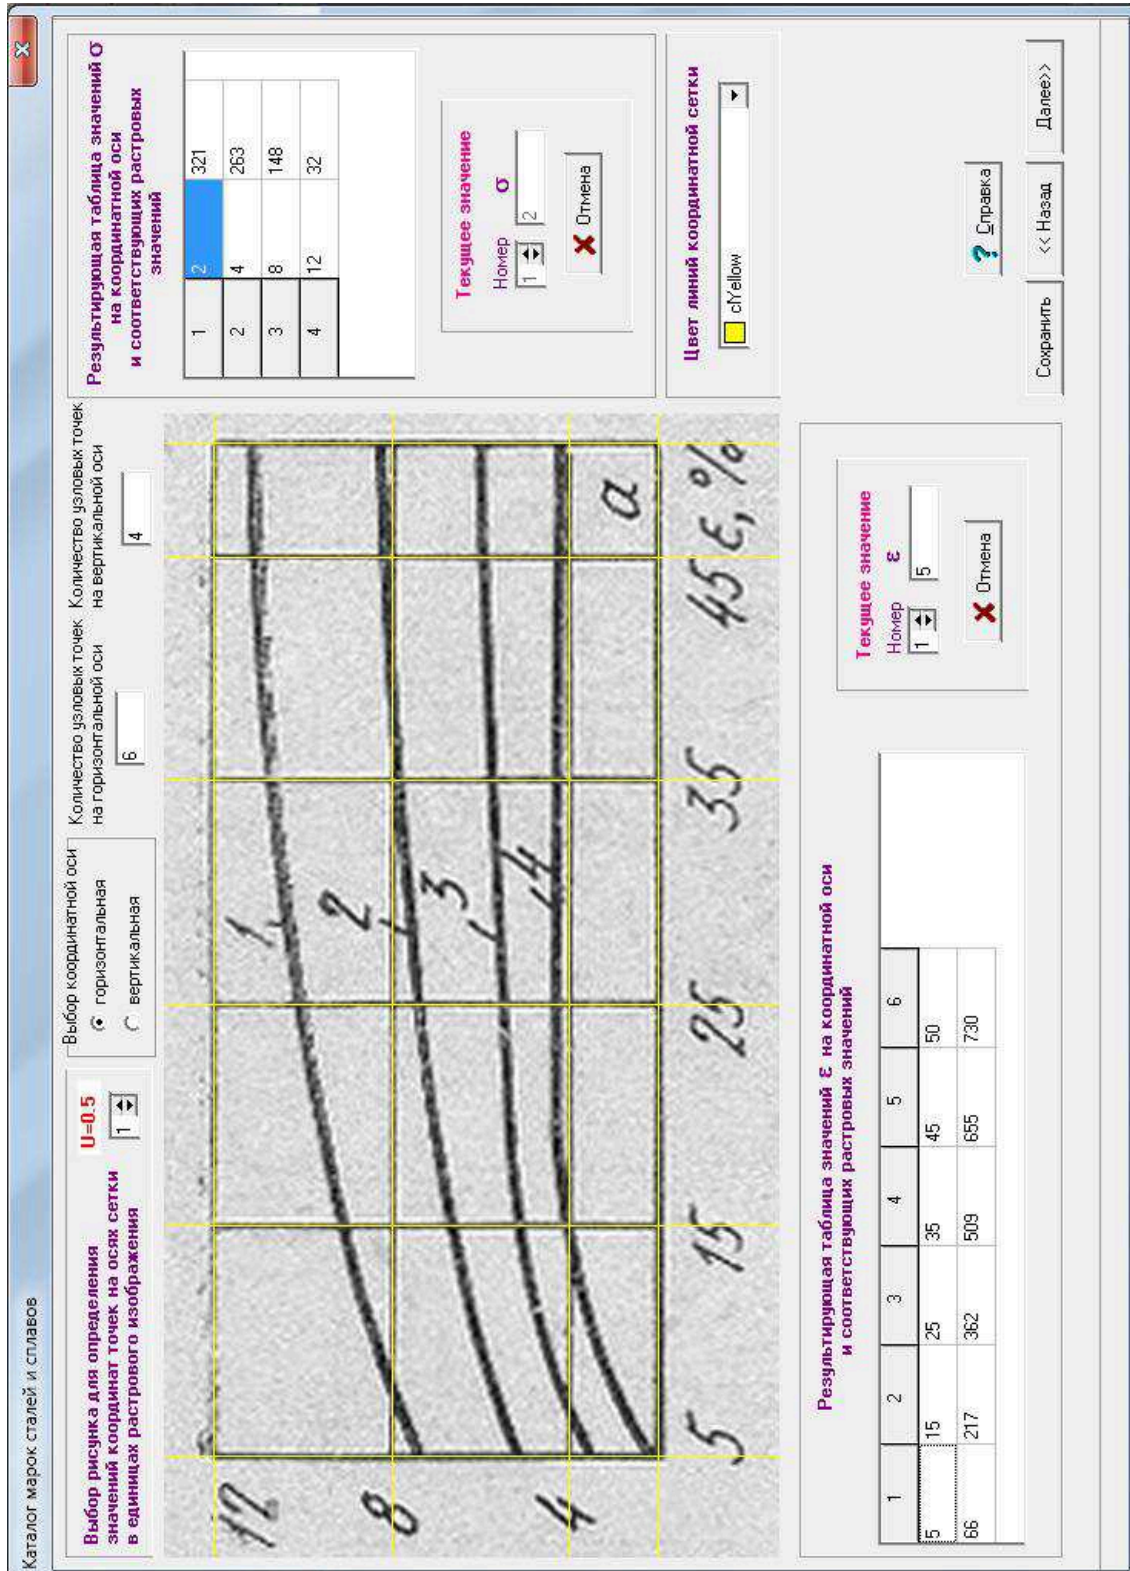 Каталог марок сталей и сплавов
Выбор рисунка для определения
значений координат точек на осях сетки
в единицах растрового изображения
U=0.5
1
Выбор координатной оси
горизонтальная
вертикальная
Количество узловых точек
на горизонтальной оси
6
Количество узловых точек
на вертикальной оси
4
Результирующая таблица значений σ
на координатной оси
и соответствующих растровых
значений
1 2 321
2 4 263
3 8 148
4 12 32
Текущее значение
Номер σ
1 2
Отмена
Цвет линий координатной сетки
clYellow
12
8
4
1
2
3
4
а
5 15 25 35 45 ε, %
Результирующая таблица значений ε на координатной оси
и соответствующих растровых значений
1 2 3 4 5 6
5 15 25 35 45 50
66 217 362 509 655 730
Текущее значение
Номер ε
1 5
Отмена
Справка
Сохранить
<< Назад
Далее>>